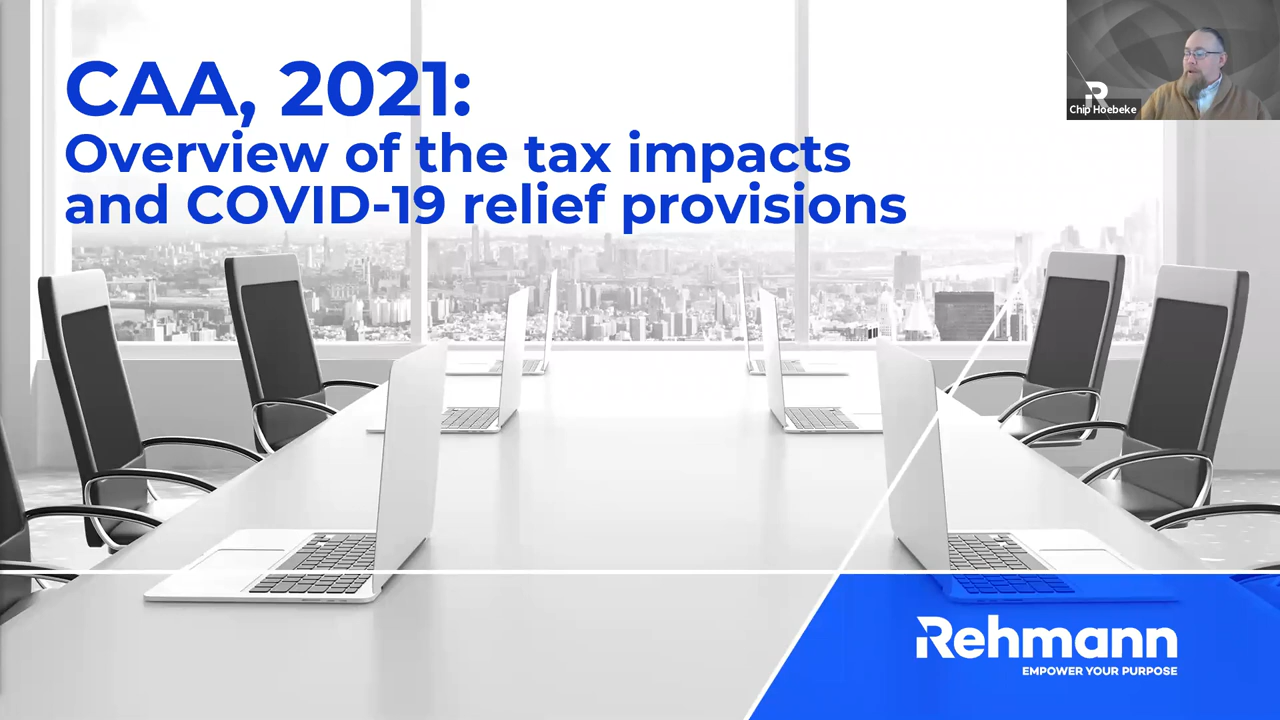 CAA, 2021:
Overview of the tax impacts
and COVID-19 relief provisions
Chip Hoebeke
Rehmann
EMPOWER YOUR PURPOSE